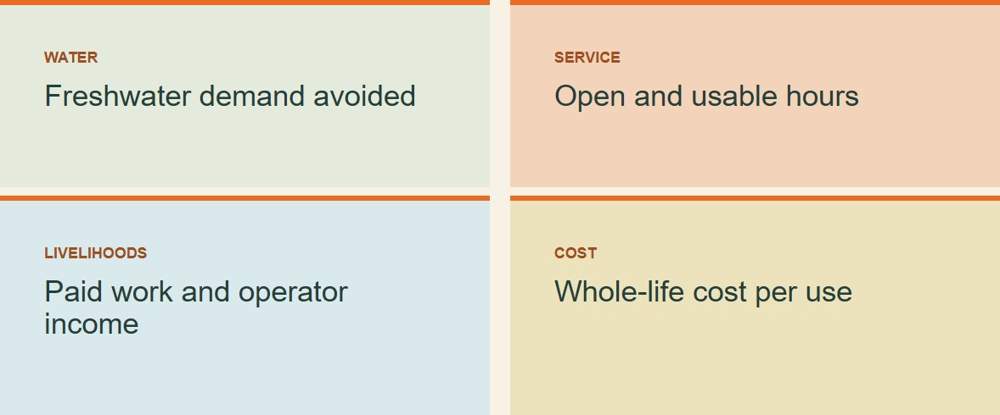 WATER
Freshwater demand avoided
SERVICE
Open and usable hours
LIVELIHOODS
Paid work and operator
income
COST
Whole-life cost per use